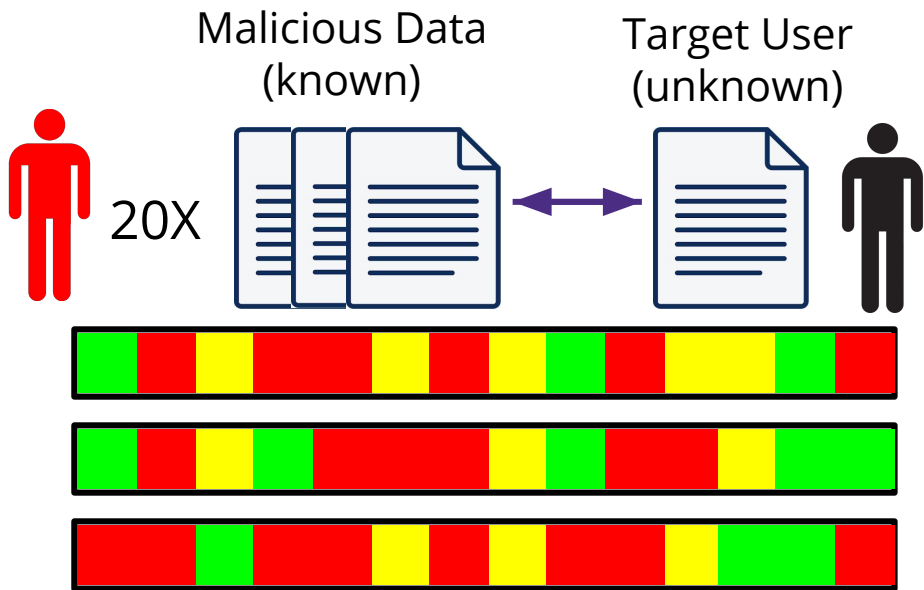 Malicious Data
(known)
Target User
(unknown)
20X